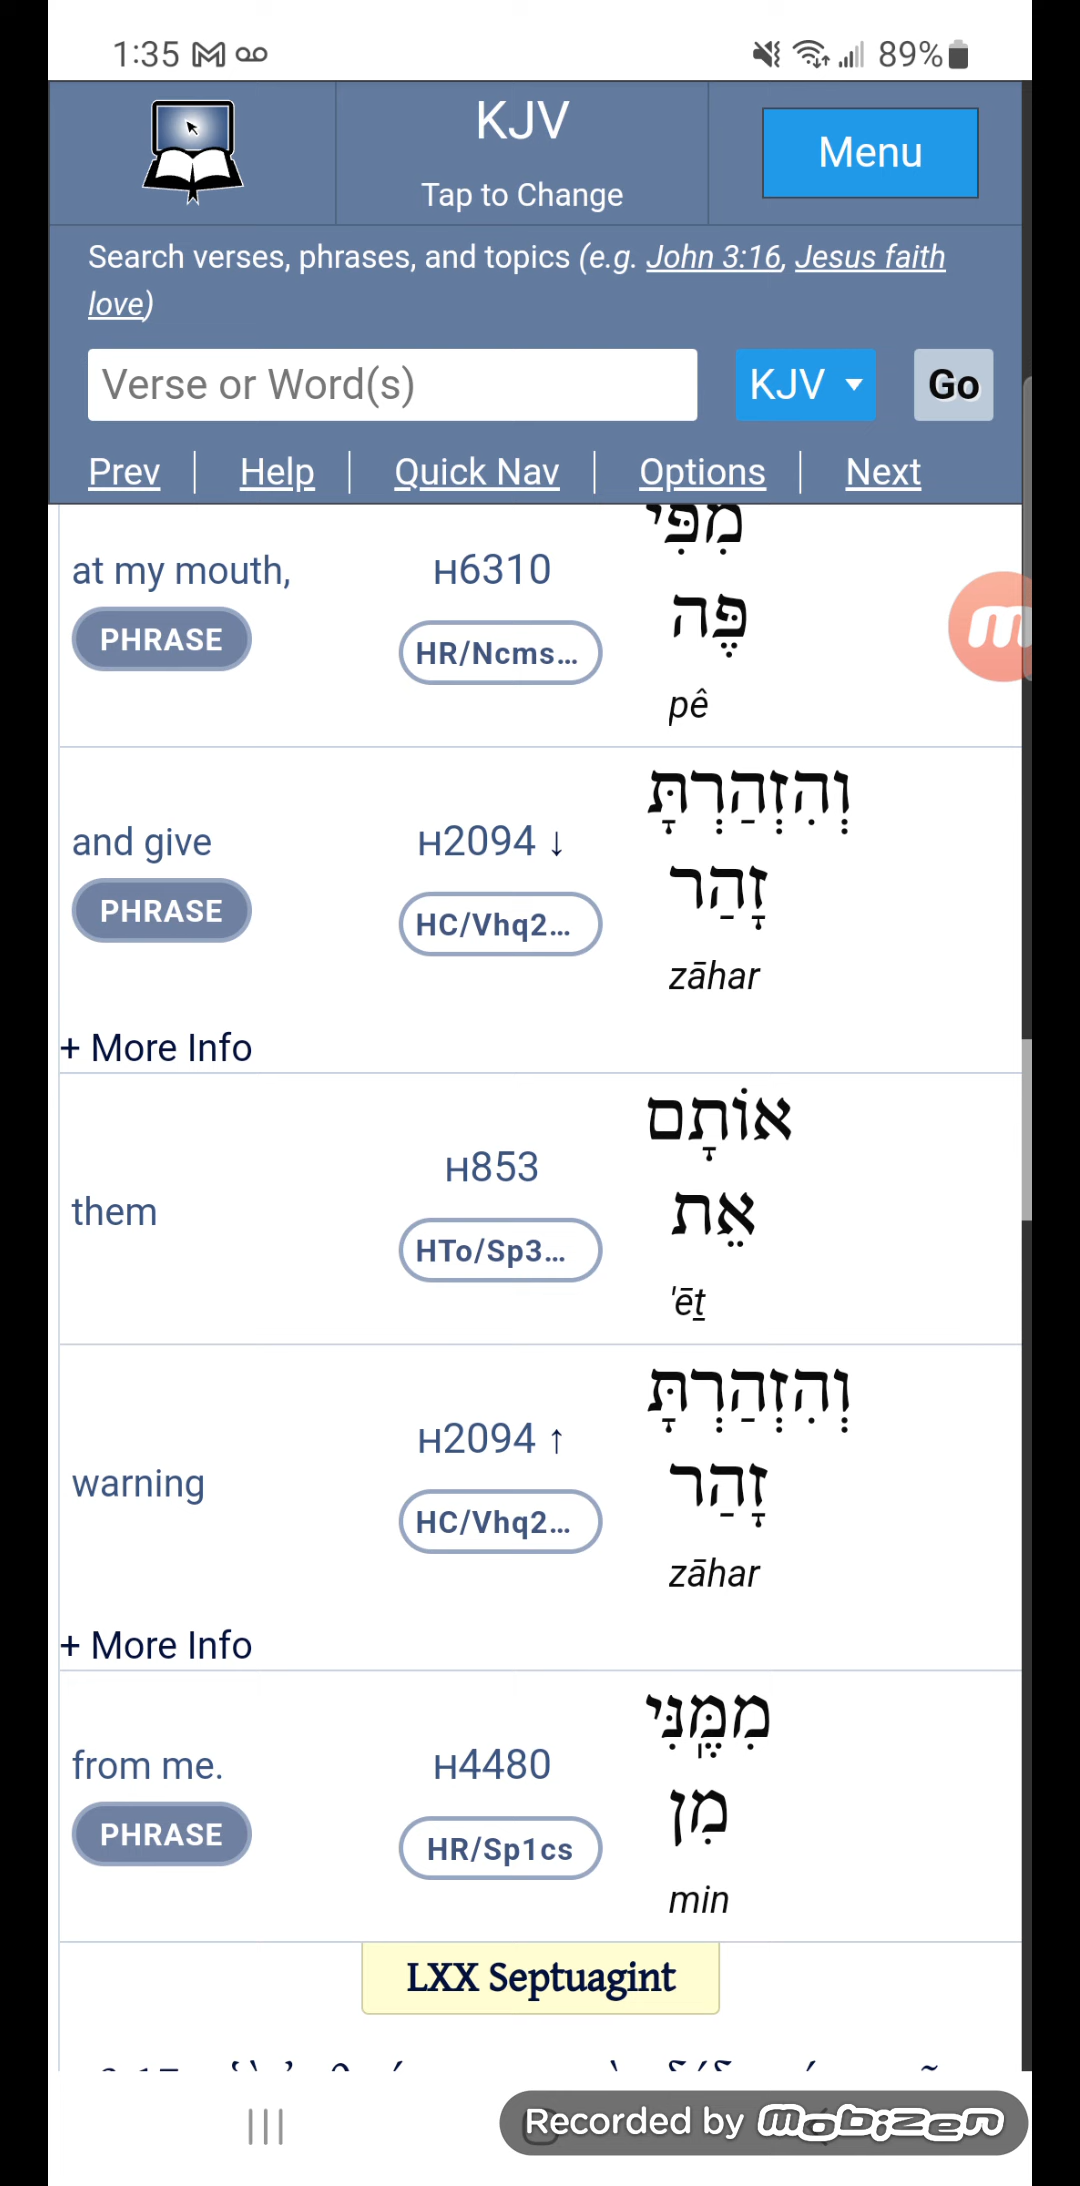 1:35 89%
KJV
Tap to Change
Menu
Search verses, phrases, and topics (e.g. John 3:16, Jesus faith
love)
Verse or Word(s) KJV Go
Prev | Help | Quick Nav | Options | Next
at my mouth, H6310 מִפִּי
PHRASE HR/Ncms... פֶּה
pê
and give H2094 ↓ וְהִזְהַרְתָּ
PHRASE HC/Vhq2... זָהַר
zāhar
+ More Info
them H853 אוֹתָם
HTo/Sp3... אֵת
'ēṯ
warning H2094 ↑ וְהִזְהַרְתָּ
HC/Vhq2... זָהַר
zāhar
+ More Info
from me. H4480 מִמֶּֽנִּי
PHRASE HR/Sp1cs מִן
min
LXX Septuagint
Recorded by mobizen